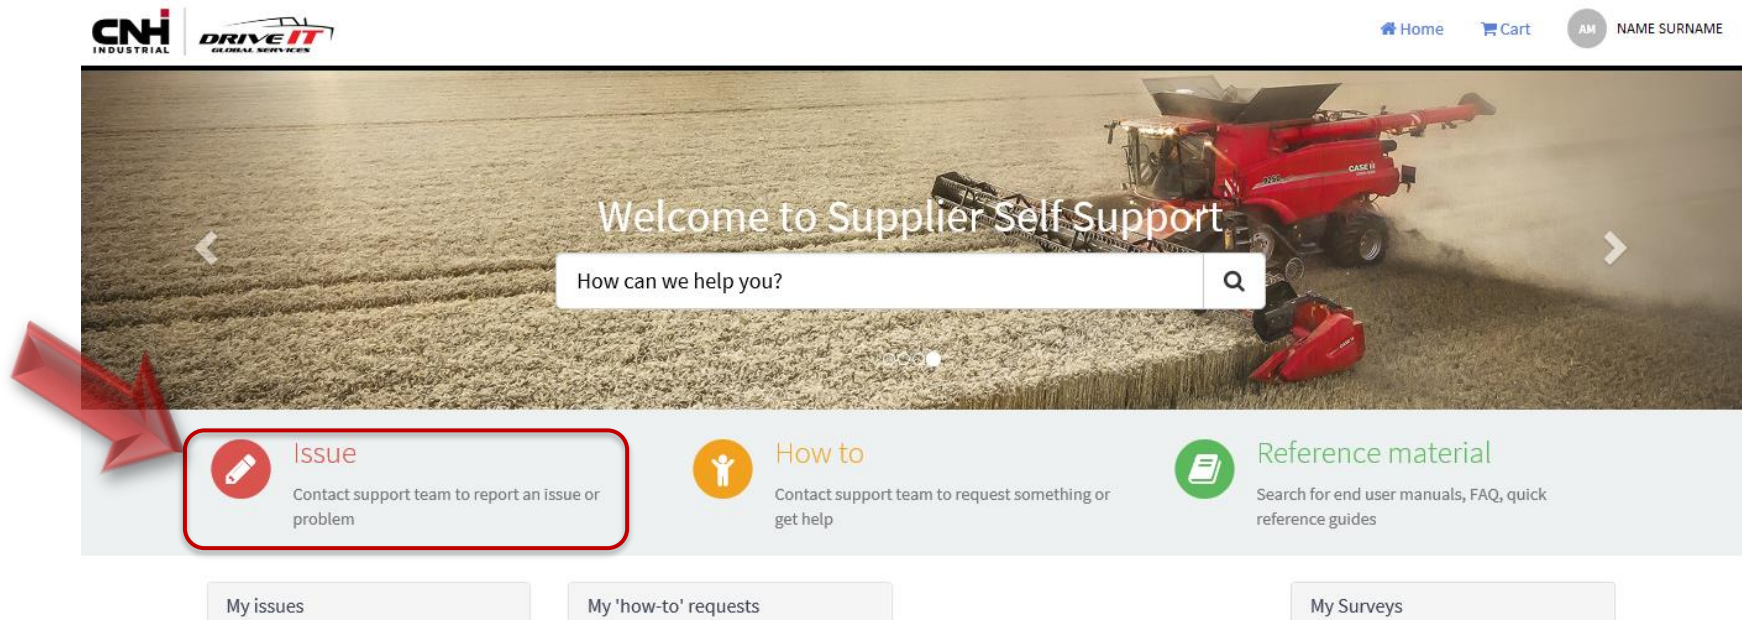 CNH
INDUSTRIAL
DRIVE IT
GLOBAL SERVICES
Home
Cart
AM
NAME SURNAME
CASE IH
Welcome to Supplier Self Support
How can we help you?
Issue
Contact support team to report an issue or
problem
How to
Contact support team to request something or
get help
Reference material
Search for end user manuals, FAQ, quick
reference guides
My issues
My 'how-to' requests
My Surveys